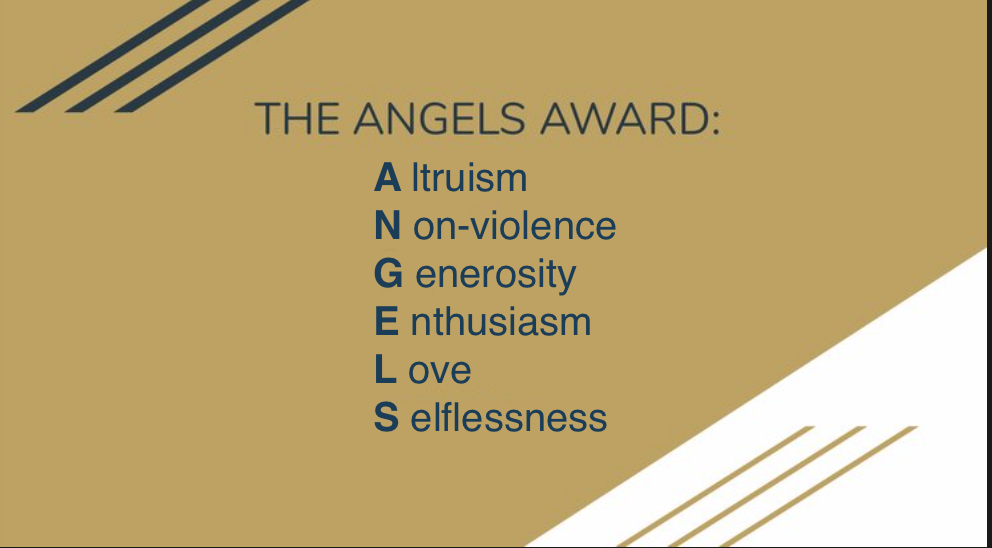 THE ANGELS AWARD:
A ltruism
N on-violence
G enerosity
E nthusiasm
L ove
S elflessness